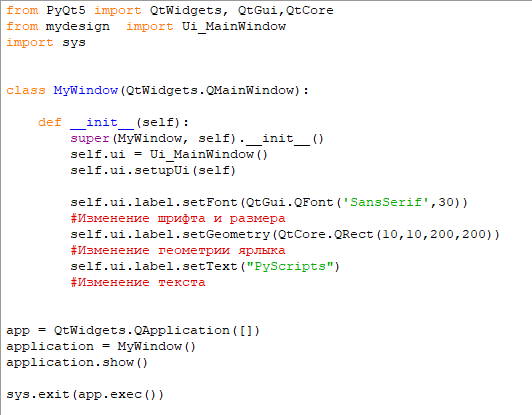 from PyQt5 import QtWidgets, QtGui,QtCore
from mydesign  import Ui_MainWindow
import sys
class MyWindow(QtWidgets.QMainWindow):
def __init__(self):
super(MyWindow, self).__init__()
self.ui = Ui_MainWindow()
self.ui.setupUi(self)
self.ui.label.setFont(QtGui.QFont('SansSerif',30))
#Изменение шрифта и размера
self.ui.label.setGeometry(QtCore.QRect(10,10,200,200))
#Изменение геометрии ярлыка
self.ui.label.setText("PyScripts")
#Изменение текста
app = QtWidgets.QApplication([])
application = MyWindow()
application.show()
sys.exit(app.exec())